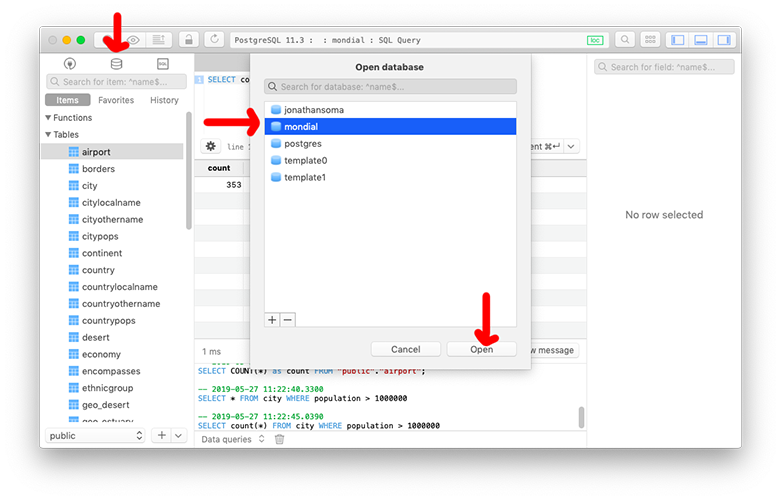 PostgreSQL 11.3 : : mondial : SQL Query
loc
SQL
Search for item: ^name$...
Items
Favorites
History
Functions
Tables
airport
borders
city
citylocalname
cityothername
citypops
continent
country
countrylocalname
countryothername
countrypops
desert
economy
encompasses
ethnicgroup
geo_desert
geo_estuary
public
1 SELECT co
line
ent ⌘↵
count
353
Open database
Search for database: ^name$...
jonathansoma
mondial
postgres
template0
template1
+ −
Cancel
Open
1 ms
w message
SELECT COUNT(*) as count FROM "public"."airport";
-- 2019-05-27 11:22:40.3300
SELECT * FROM city WHERE population > 1000000
-- 2019-05-27 11:22:45.0390
SELECT count(*) FROM city WHERE population > 1000000
Data queries
Search for field: ^name$...
No row selected